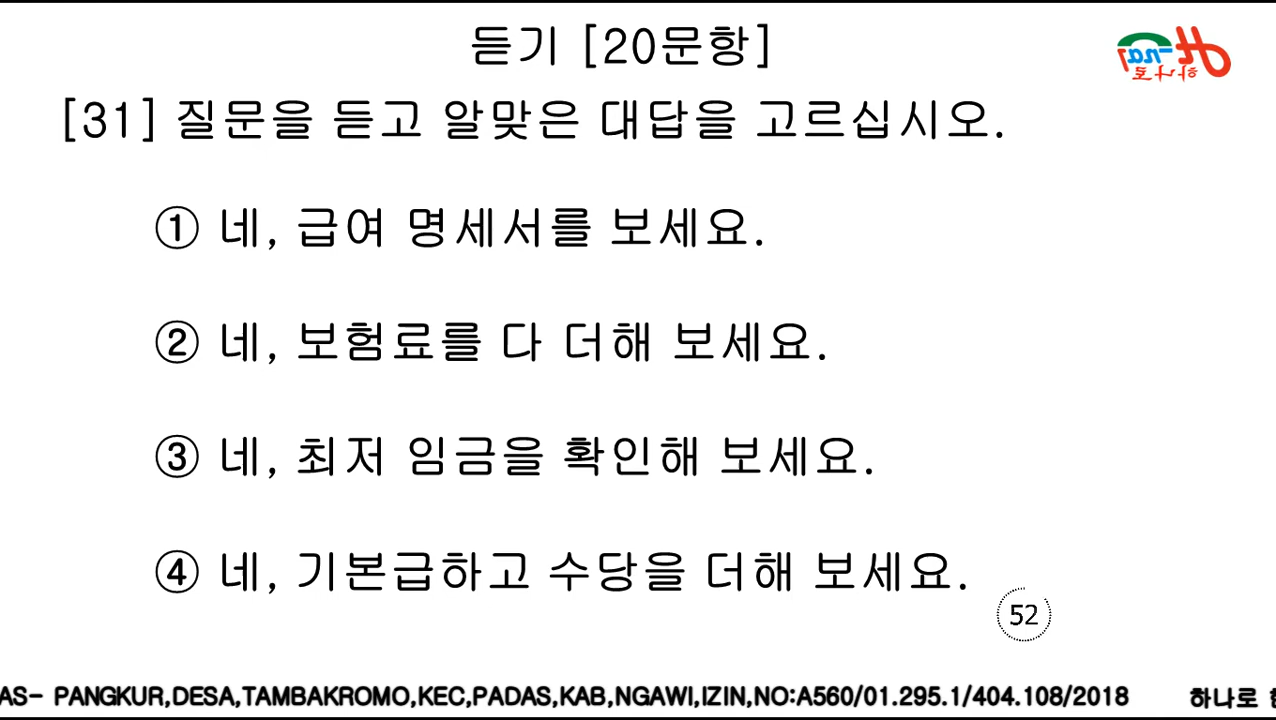 듣기 [20문항]
[31] 질문을 듣고 알맞은 대답을 고르십시오.
① 네, 급여 명세서를 보세요.
② 네, 보험료를 다 더해 보세요.
③ 네, 최저 임금을 확인해 보세요.
④ 네, 기본급하고 수당을 더해 보세요.
52
AS- PANGKUR,DESA,TAMBAKROMO,KEC,PADAS,KAB,NGAWI,IZIN,NO:A560/01.295.1/404.108/2018 하나로